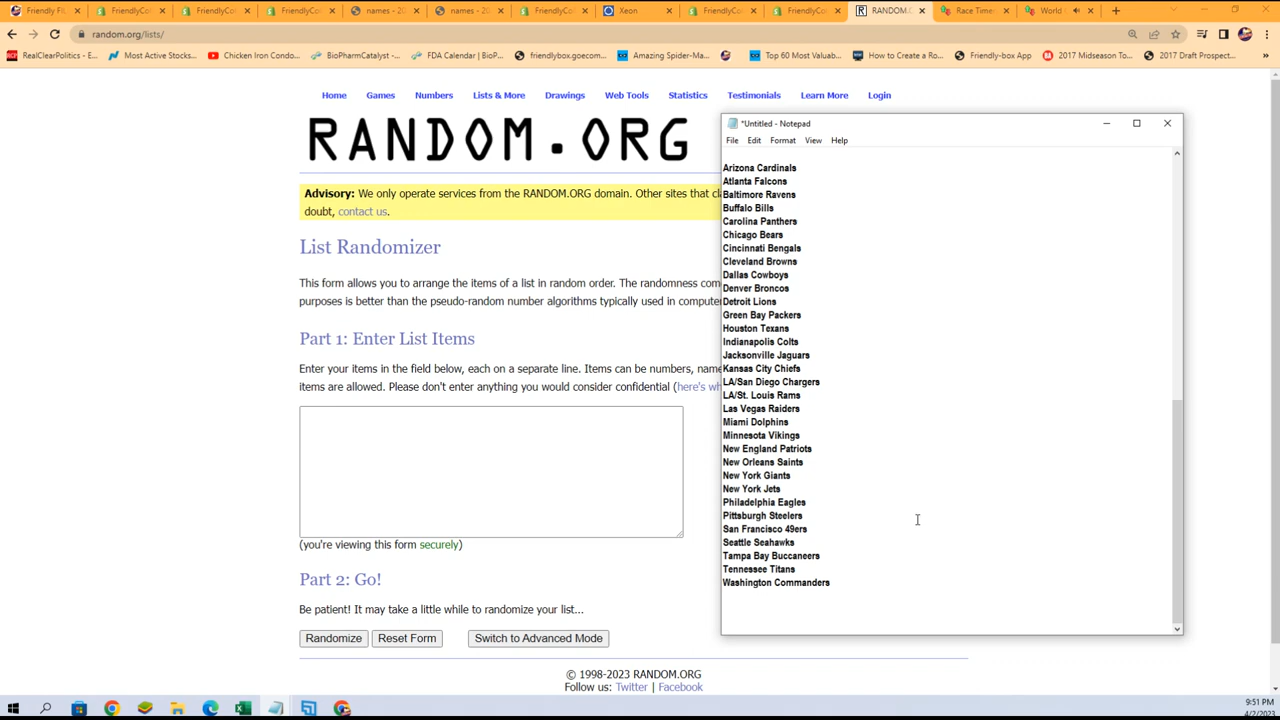 Friendly Fi
FriendlyCo
FriendlyCo
FriendlyCo
names - 20
names - 20
FriendlyCo
Xeon
FriendlyCo
FriendlyCo
RANDOM.
Race Time
World
random.org/lists/
RealClearPolitics - E...
Most Active Stocks...
Chicken Iron Condo...
BioPharmCatalyst -...
FDA Calendar | BioP...
friendlybox.goecom...
Amazing Spider-Ma...
Top 60 Most Valuab...
How to Create a Ro...
Friendly-box App
2017 Midseason To...
2017 Draft Prospect...
Home Games Numbers Lists & More Drawings Web Tools Statistics Testimonials Learn More Login
RANDOM.ORG
Advisory: We only operate services from the RANDOM.ORG domain. Other sites that cl
doubt, contact us.
List Randomizer
This form allows you to arrange the items of a list in random order. The randomness com
purposes is better than the pseudo-random number algorithms typically used in compute
Part 1: Enter List Items
Enter your items in the field below, each on a separate line. Items can be numbers, name
items are allowed. Please don't enter anything you would consider confidential (here's wh
(you're viewing this form securely)
Part 2: Go!
Be patient! It may take a little while to randomize your list...
Randomize Reset Form Switch to Advanced Mode
© 1998-2023 RANDOM.ORG
Follow us: Twitter | Facebook
*Untitled - Notepad
File Edit Format View Help
Arizona Cardinals
Atlanta Falcons
Baltimore Ravens
Buffalo Bills
Carolina Panthers
Chicago Bears
Cincinnati Bengals
Cleveland Browns
Dallas Cowboys
Denver Broncos
Detroit Lions
Green Bay Packers
Houston Texans
Indianapolis Colts
Jacksonville Jaguars
Kansas City Chiefs
LA/San Diego Chargers
LA/St. Louis Rams
Las Vegas Raiders
Miami Dolphins
Minnesota Vikings
New England Patriots
New Orleans Saints
New York Giants
New York Jets
Philadelphia Eagles
Pittsburgh Steelers
San Francisco 49ers
Seattle Seahawks
Tampa Bay Buccaneers
Tennessee Titans
Washington Commanders
9:51 PM
4/2/2023